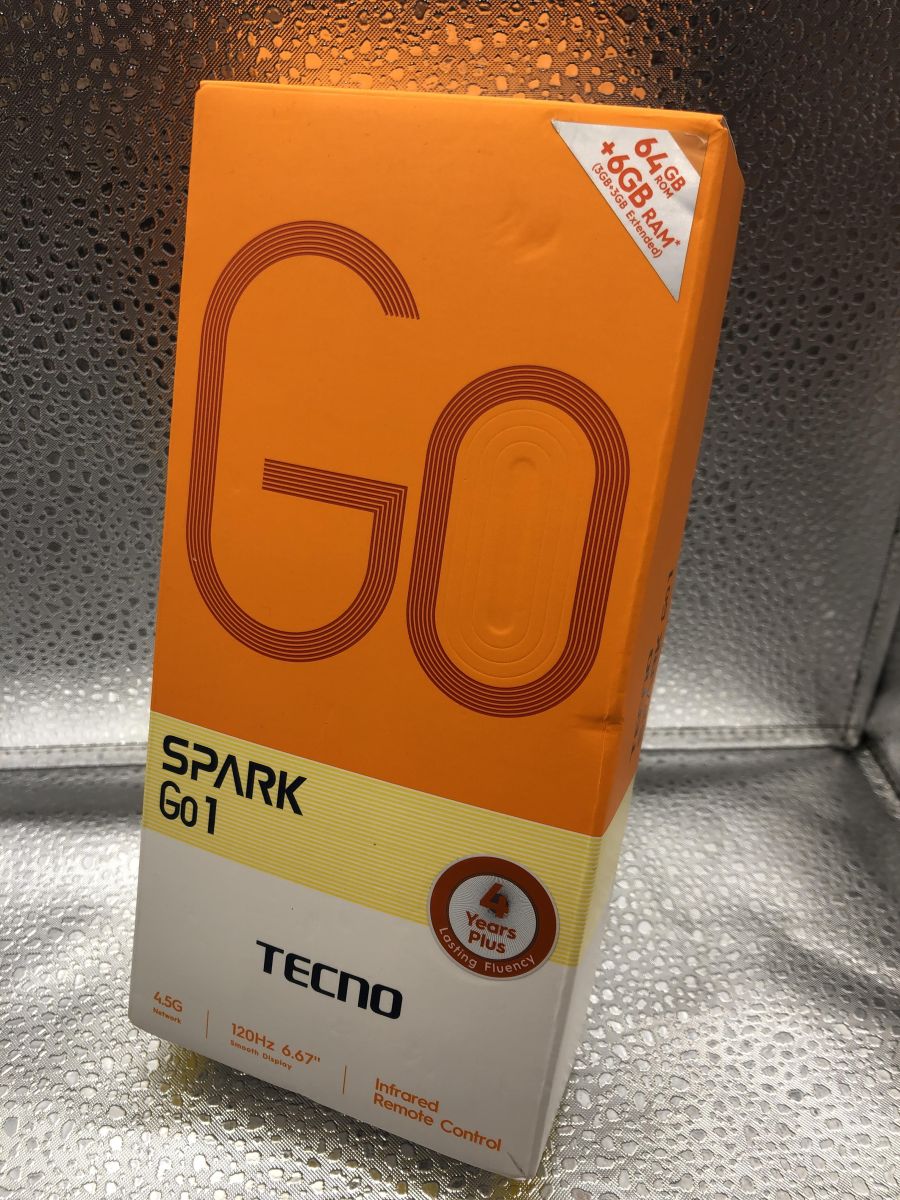 64GB
ROM
+6GB RAM*
(3GB+3GB Extended)
Go
SPARK
Go 1
4
Years
Plus
Lasting Fluency
TECNO
4.5G
Network
120Hz 6.67"
Smooth Display
Infrared
Remote Control